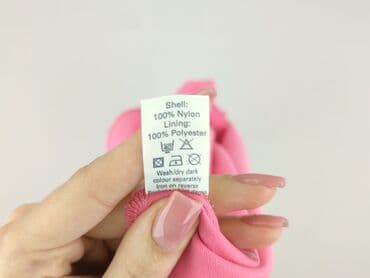 Shell:
100% Nylon
Lining:
100% Polyester
Wash/dry dark
colour separately
Iron on reverse